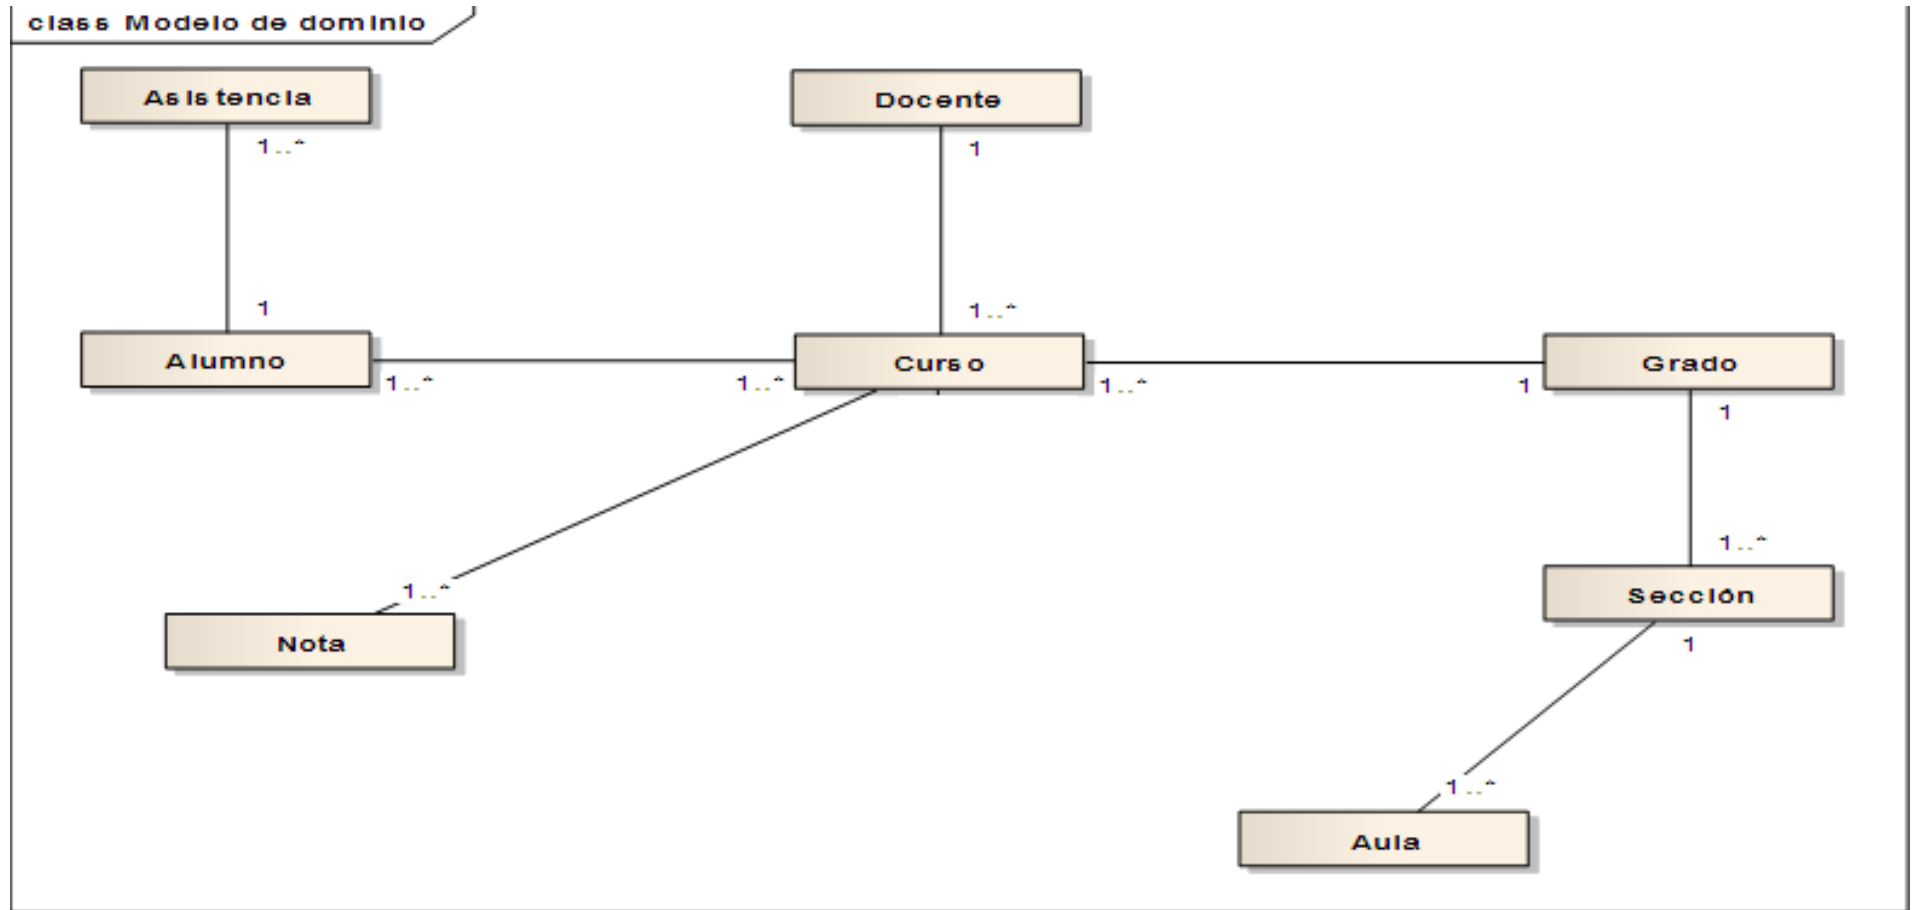 class Modelo de dominio
Asistencia
Docente
1..*
1
1
1..*
Alumno
Curso
Grado
1..*
1..*
1..*
1
1
1..*
1..*
Sección
Nota
1
1..*
Aula